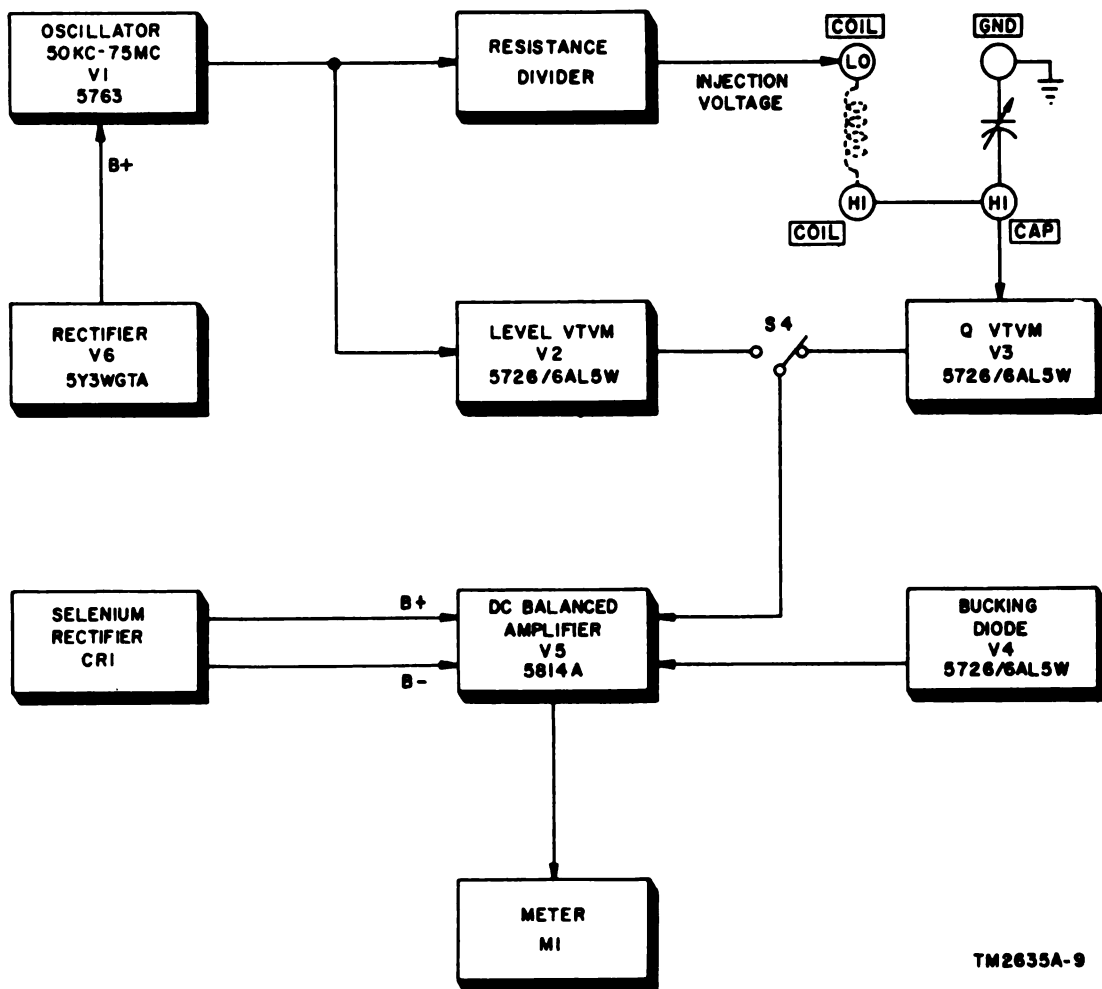 OSCILLATOR
50KC-75MC
V1
5763
RESISTANCE
DIVIDER
INJECTION
VOLTAGE
COIL
LO
GND
B+
HI
HI
COIL
CAP
RECTIFIER
V6
5Y3WGTA
LEVEL VTVM
V2
5726/6AL5W
S4
Q VTVM
V3
5726/6AL5W
SELENIUM
RECTIFIER
CR1
B+
B-
DC BALANCED
AMPLIFIER
V5
5814A
BUCKING
DIODE
V4
5726/6AL5W
METER
M1
TM2635A-9